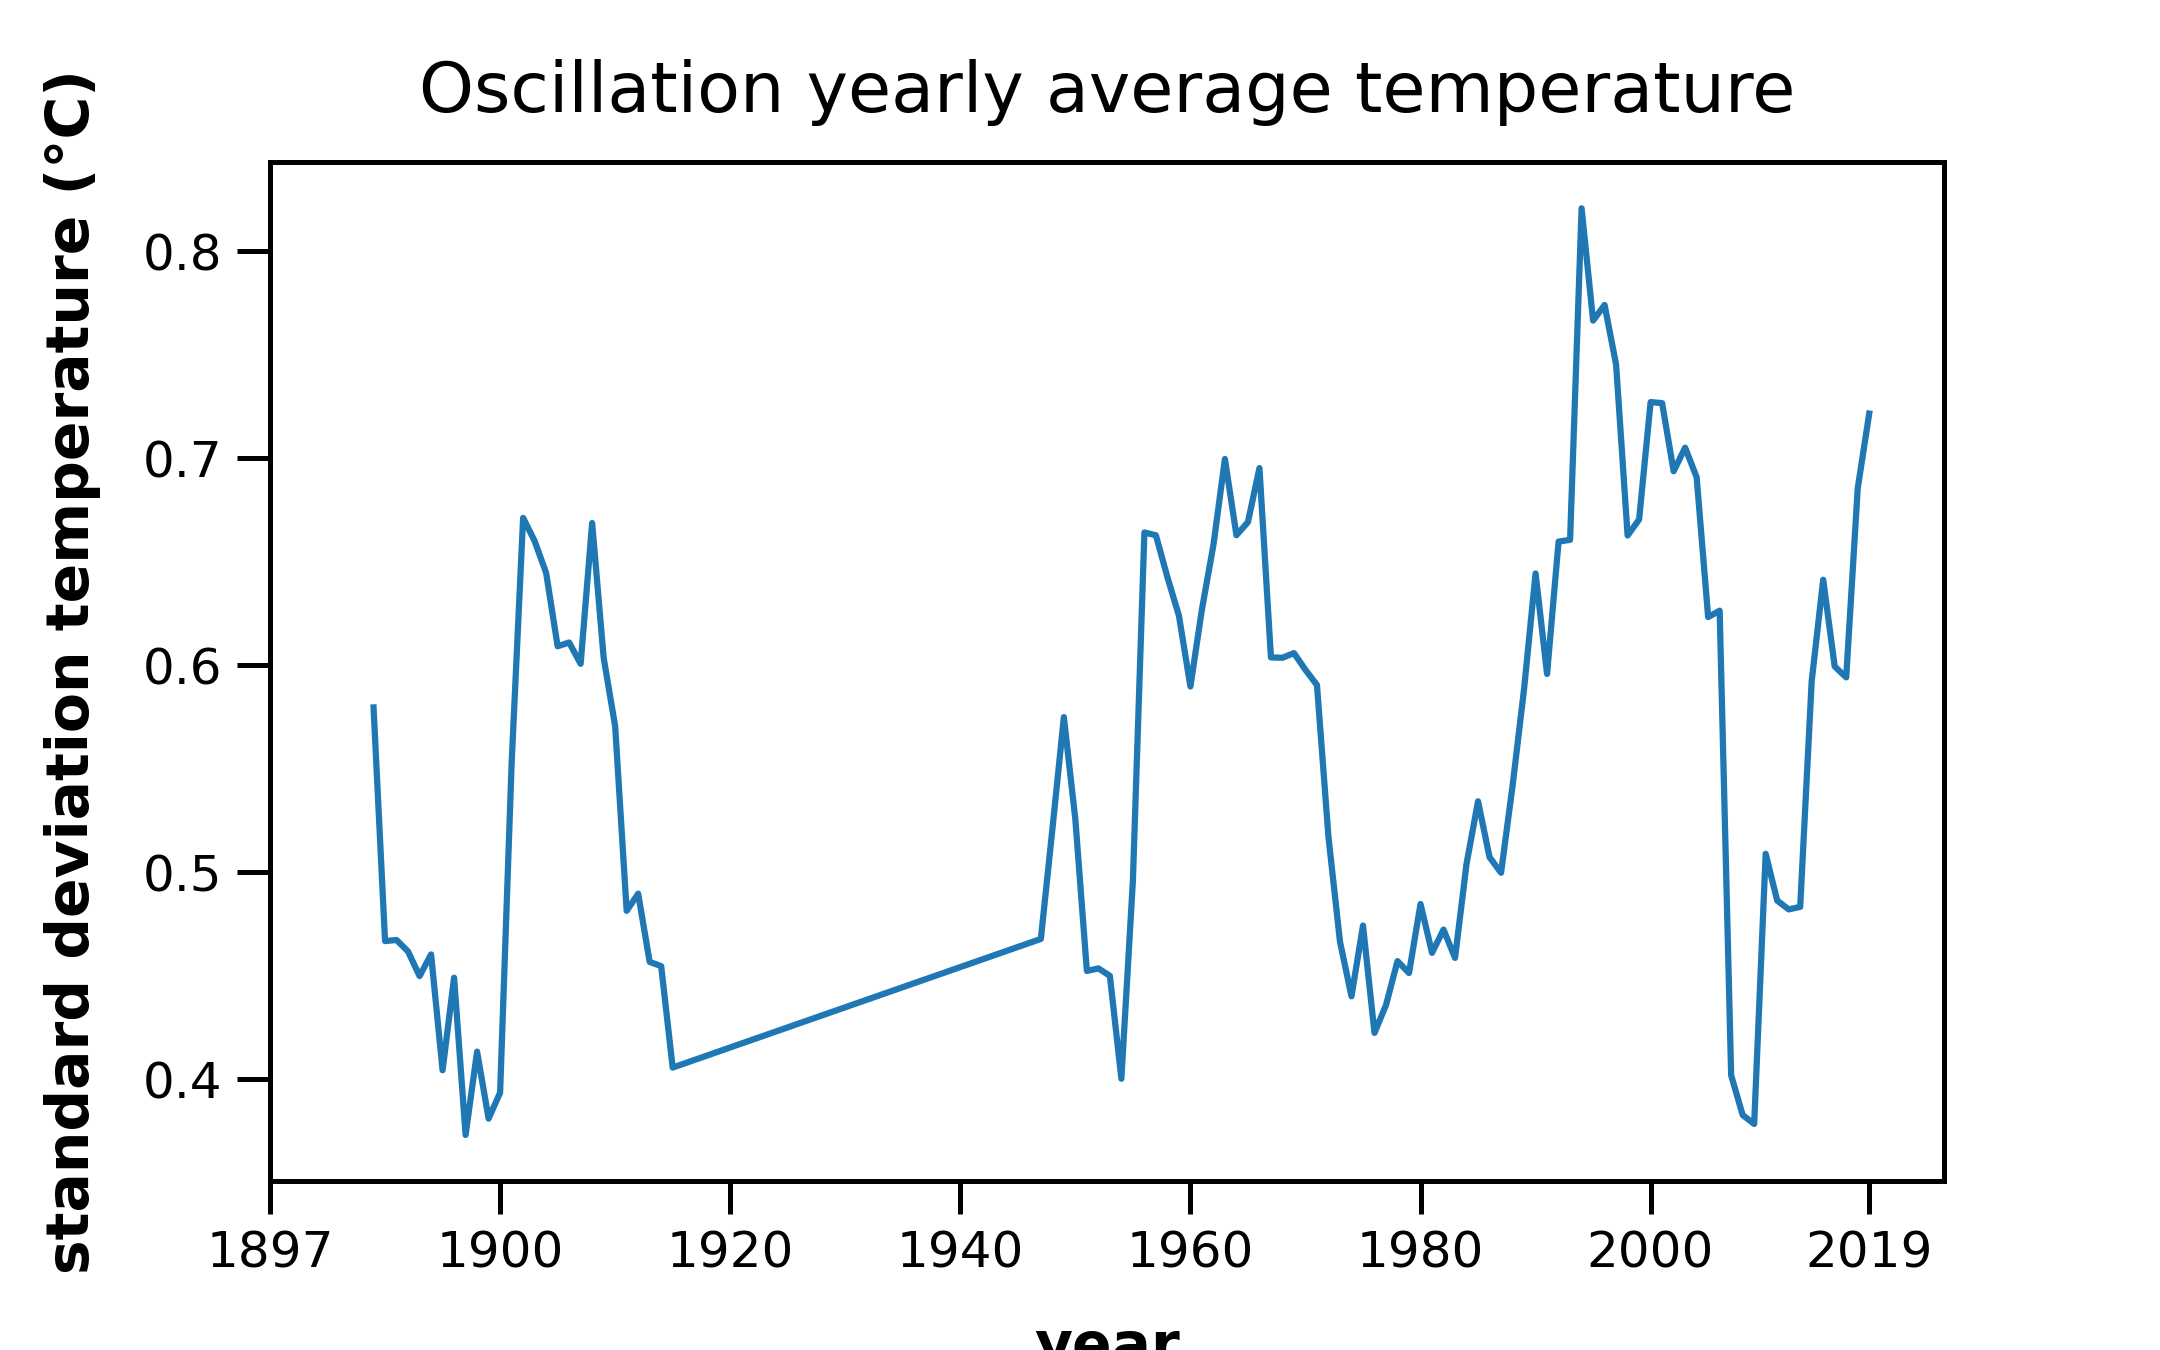 Oscillation yearly average temperature
standard deviation temperature (°C)
0.8
0.7
0.6
0.5
0.4
1897 1900 1920 1940 1960 1980 2000 2019
year